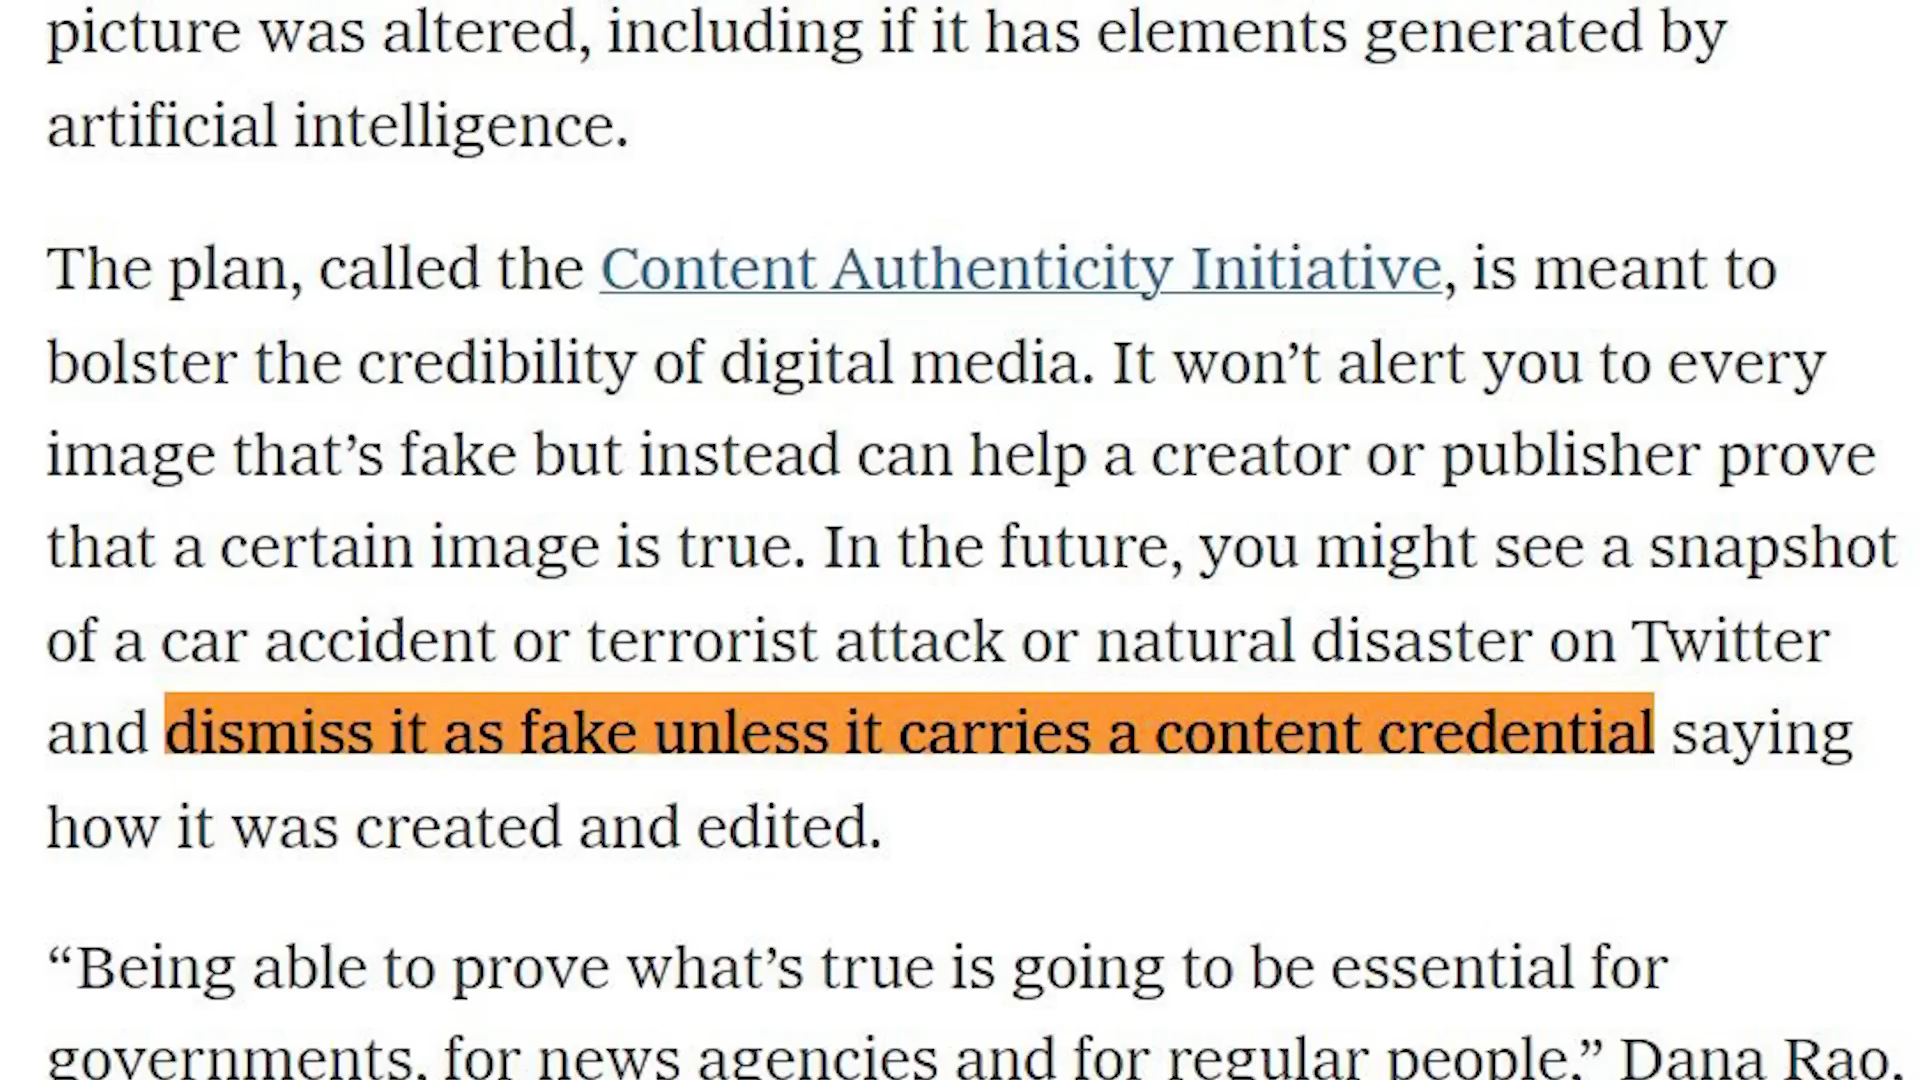 picture was altered, including if it has elements generated by
artificial intelligence.
The plan, called the Content Authenticity Initiative, is meant to
bolster the credibility of digital media. It won’t alert you to every
image that’s fake but instead can help a creator or publisher prove
that a certain image is true. In the future, you might see a snapshot
of a car accident or terrorist attack or natural disaster on Twitter
and dismiss it as fake unless it carries a content credential saying
how it was created and edited.
“Being able to prove what’s true is going to be essential for
governments, for news agencies and for regular people,” Dana Rao,